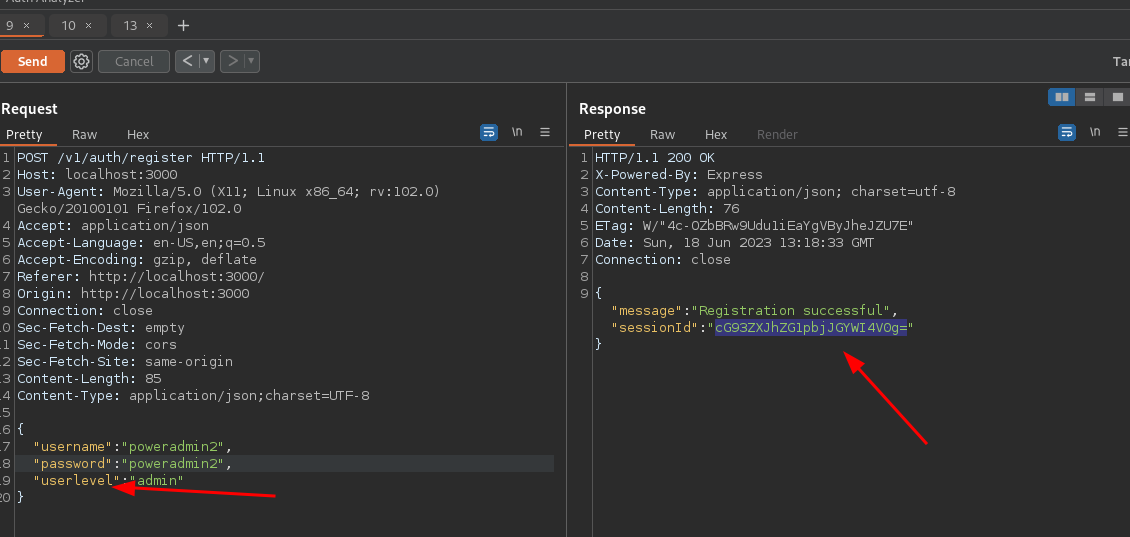 Auth Analyzer
9 × 10 × 13 × +
Send Cancel < > Ta
Request
Pretty Raw Hex \n
1 POST /v1/auth/register HTTP/1.1
2 Host: localhost:3000
3 User-Agent: Mozilla/5.0 (X11; Linux x86_64; rv:102.0)
Gecko/20100101 Firefox/102.0
4 Accept: application/json
5 Accept-Language: en-US,en;q=0.5
6 Accept-Encoding: gzip, deflate
7 Referer: http://localhost:3000/
8 Origin: http://localhost:3000
9 Connection: close
10 Sec-Fetch-Dest: empty
11 Sec-Fetch-Mode: cors
12 Sec-Fetch-Site: same-origin
13 Content-Length: 85
14 Content-Type: application/json;charset=UTF-8
15
16 {
17 "username":"poweradmin2",
18 "password":"poweradmin2",
19 "userlevel":"admin"
20 }
Response
Pretty Raw Hex Render \n
1 HTTP/1.1 200 OK
2 X-Powered-By: Express
3 Content-Type: application/json; charset=utf-8
4 Content-Length: 76
5 ETag: W/"4c-OZbBRw9Udu1iEaYgVByJheJZU7E"
6 Date: Sun, 18 Jun 2023 13:18:33 GMT
7 Connection: close
8
9 {
"message":"Registration successful",
"sessionId":"cG93ZXJhZG1pbjJGYWI4V0g="
}